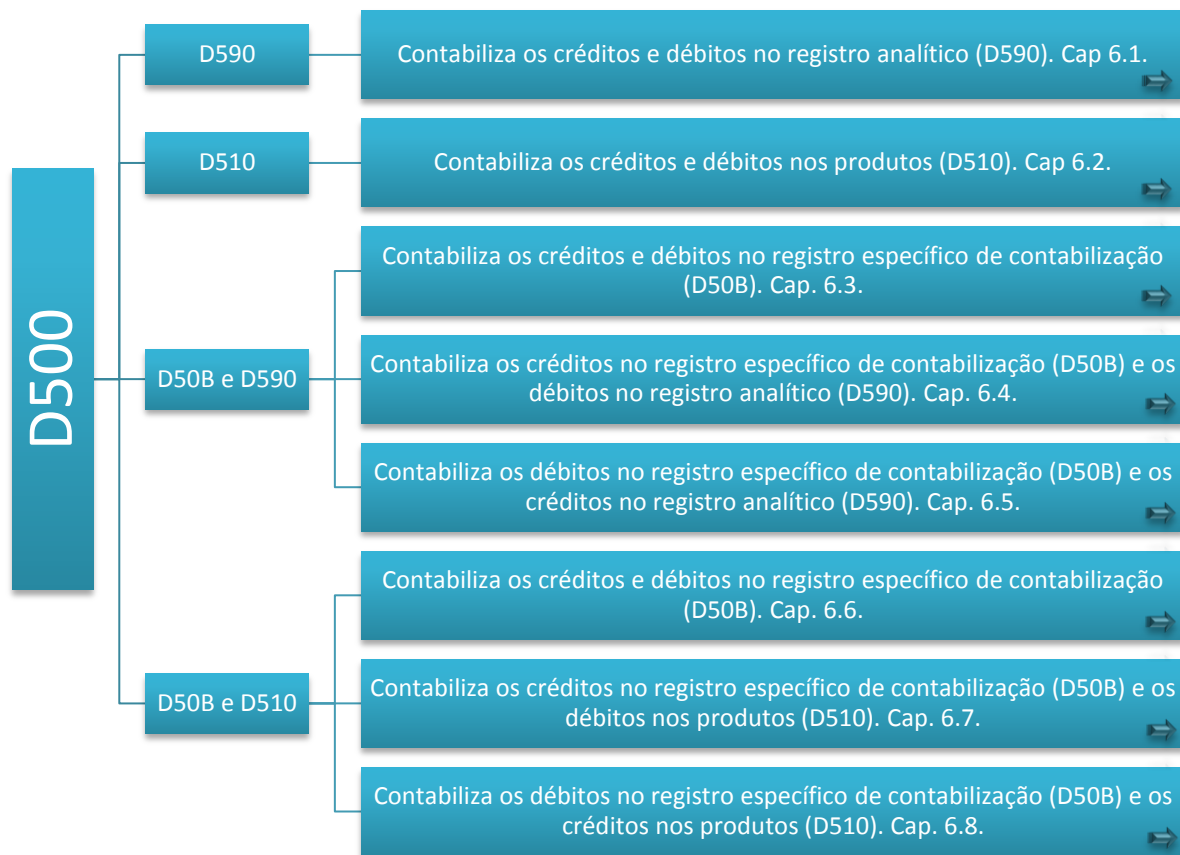 D500
D590
Contabiliza os créditos e débitos no registro analítico (D590). Cap 6.1.
D510
Contabiliza os créditos e débitos nos produtos (D510). Cap 6.2.
D50B e D590
Contabiliza os créditos e débitos no registro específico de contabilização
(D50B). Cap. 6.3.
Contabiliza os créditos no registro específico de contabilização (D50B) e os
débitos no registro analítico (D590). Cap. 6.4.
Contabiliza os débitos no registro específico de contabilização (D50B) e os
créditos no registro analítico (D590). Cap. 6.5.
D50B e D510
Contabiliza os créditos e débitos no registro específico de contabilização
(D50B). Cap. 6.6.
Contabiliza os créditos no registro específico de contabilização (D50B) e os
débitos nos produtos (D510). Cap. 6.7.
Contabiliza os débitos no registro específico de contabilização (D50B) e os
créditos nos produtos (D510). Cap. 6.8.